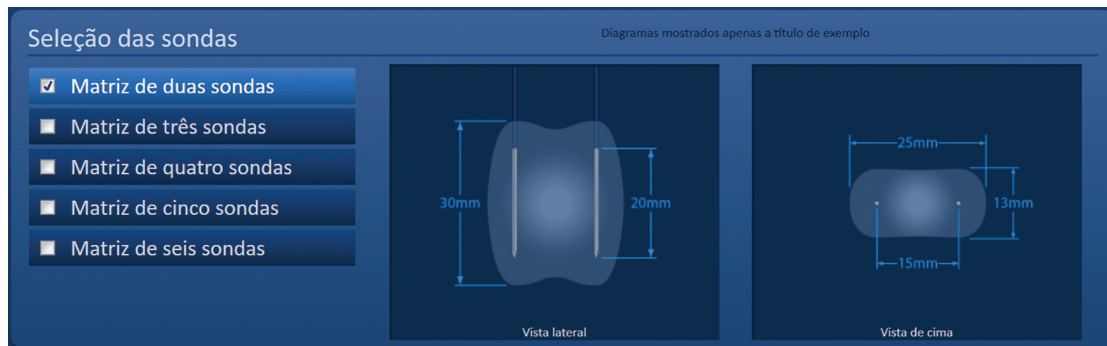 Seleção das sondas
Diagramas mostrados apenas a título de exemplo
Matriz de duas sondas
Matriz de três sondas
Matriz de quatro sondas
Matriz de cinco sondas
Matriz de seis sondas
30mm
20mm
Vista lateral
25mm
13mm
15mm
Vista de cima